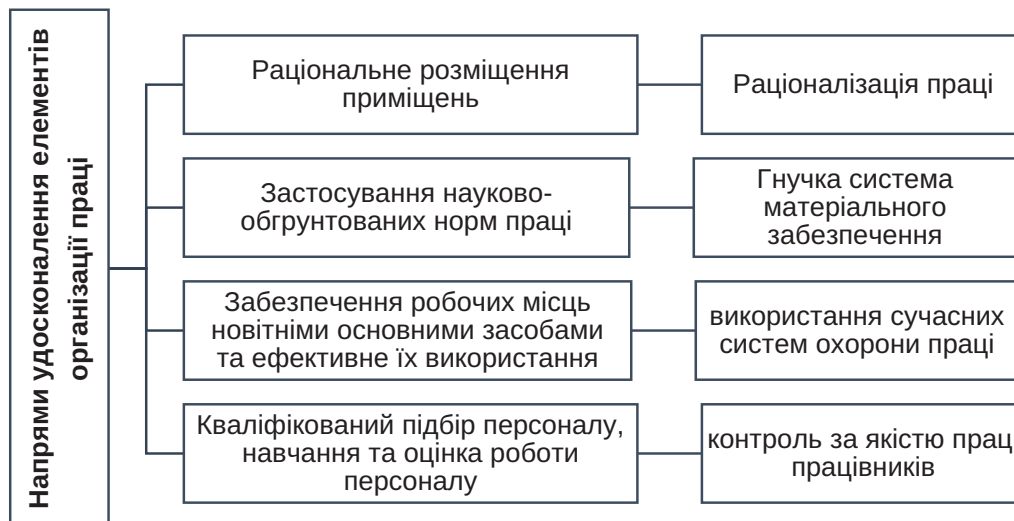 Напрями удосконалення елементів
організації праці
Раціональне розміщення
приміщень
Раціоналізація праці
Застосування науково-
обгрунтованих норм праці
Гнучка система
матеріального
забезпечення
Забезпечення робочих місць
новітніми основними засобами
та ефективне їх використання
використання сучасних
систем охорони праці
Кваліфікований підбір персоналу,
навчання та оцінка роботи
персоналу
контроль за якістю праці
працівників